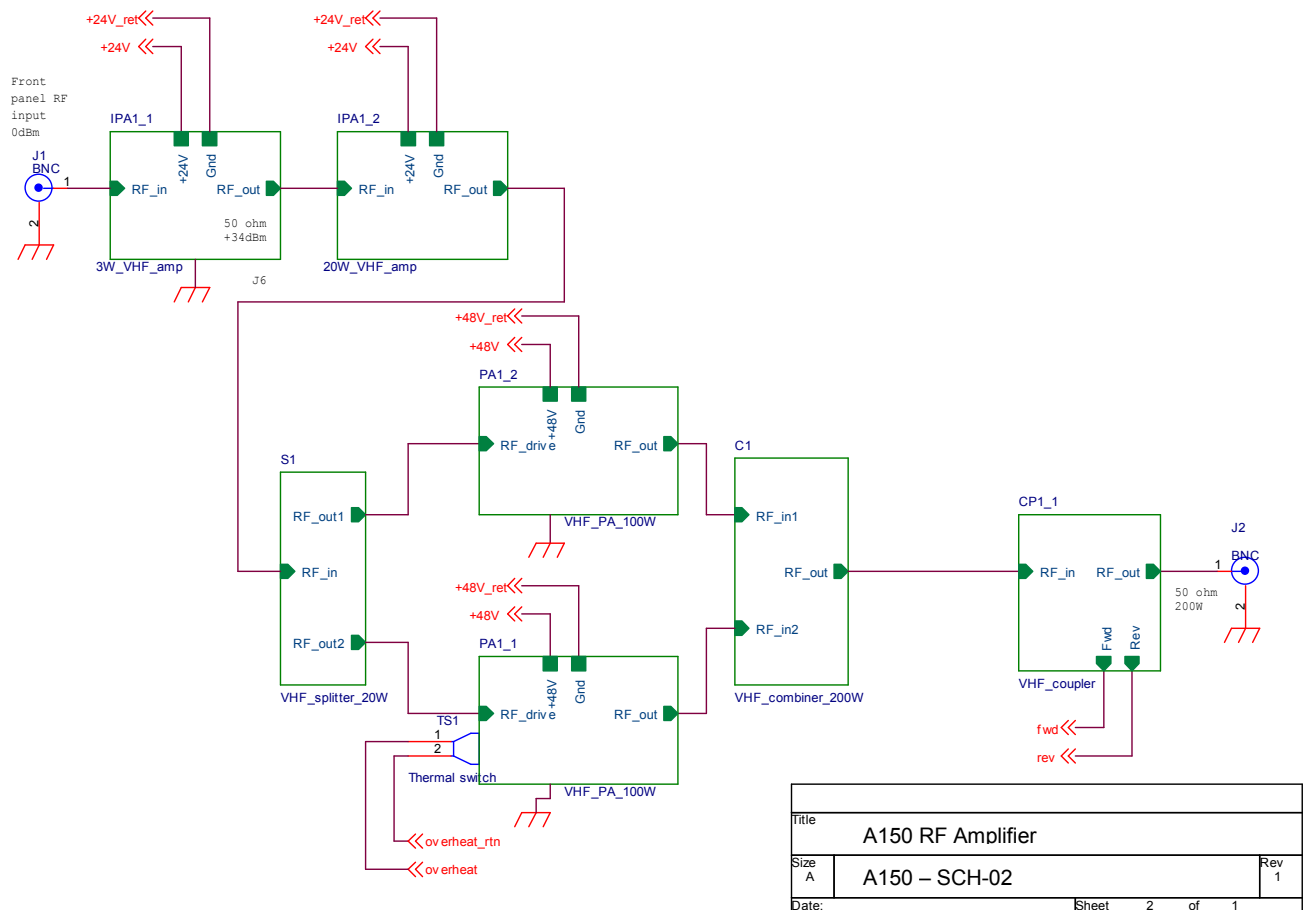 +24V_ret
+24V
+24V_ret
+24V
Front
panel RF
input
0dBm
J1
BNC
1
2
IPA1_1
+24V
Gnd
RF_in
RF_out
50 ohm
+34dBm
3W_VHF_amp
J6
IPA1_2
+24V
Gnd
RF_in
RF_out
20W_VHF_amp
+48V_ret
+48V
PA1_2
+48V
Gnd
RF_drive
RF_out
VHF_PA_100W
S1
RF_out1
RF_in
RF_out2
VHF_splitter_20W
+48V_ret
+48V
PA1_1
+48V
Gnd
RF_drive
RF_out
VHF_PA_100W
TS1
1
2
Thermal switch
overheat_rtn
overheat
C1
RF_in1
RF_out
RF_in2
VHF_combiner_200W
CP1_1
RF_in
RF_out
Fwd
Rev
VHF_coupler
fwd
rev
J2
BNC
1
2
50 ohm
200W
Title
A150 RF Amplifier
Size
A
A150 – SCH-02
Rev
1
Date:
Sheet 2 of 1